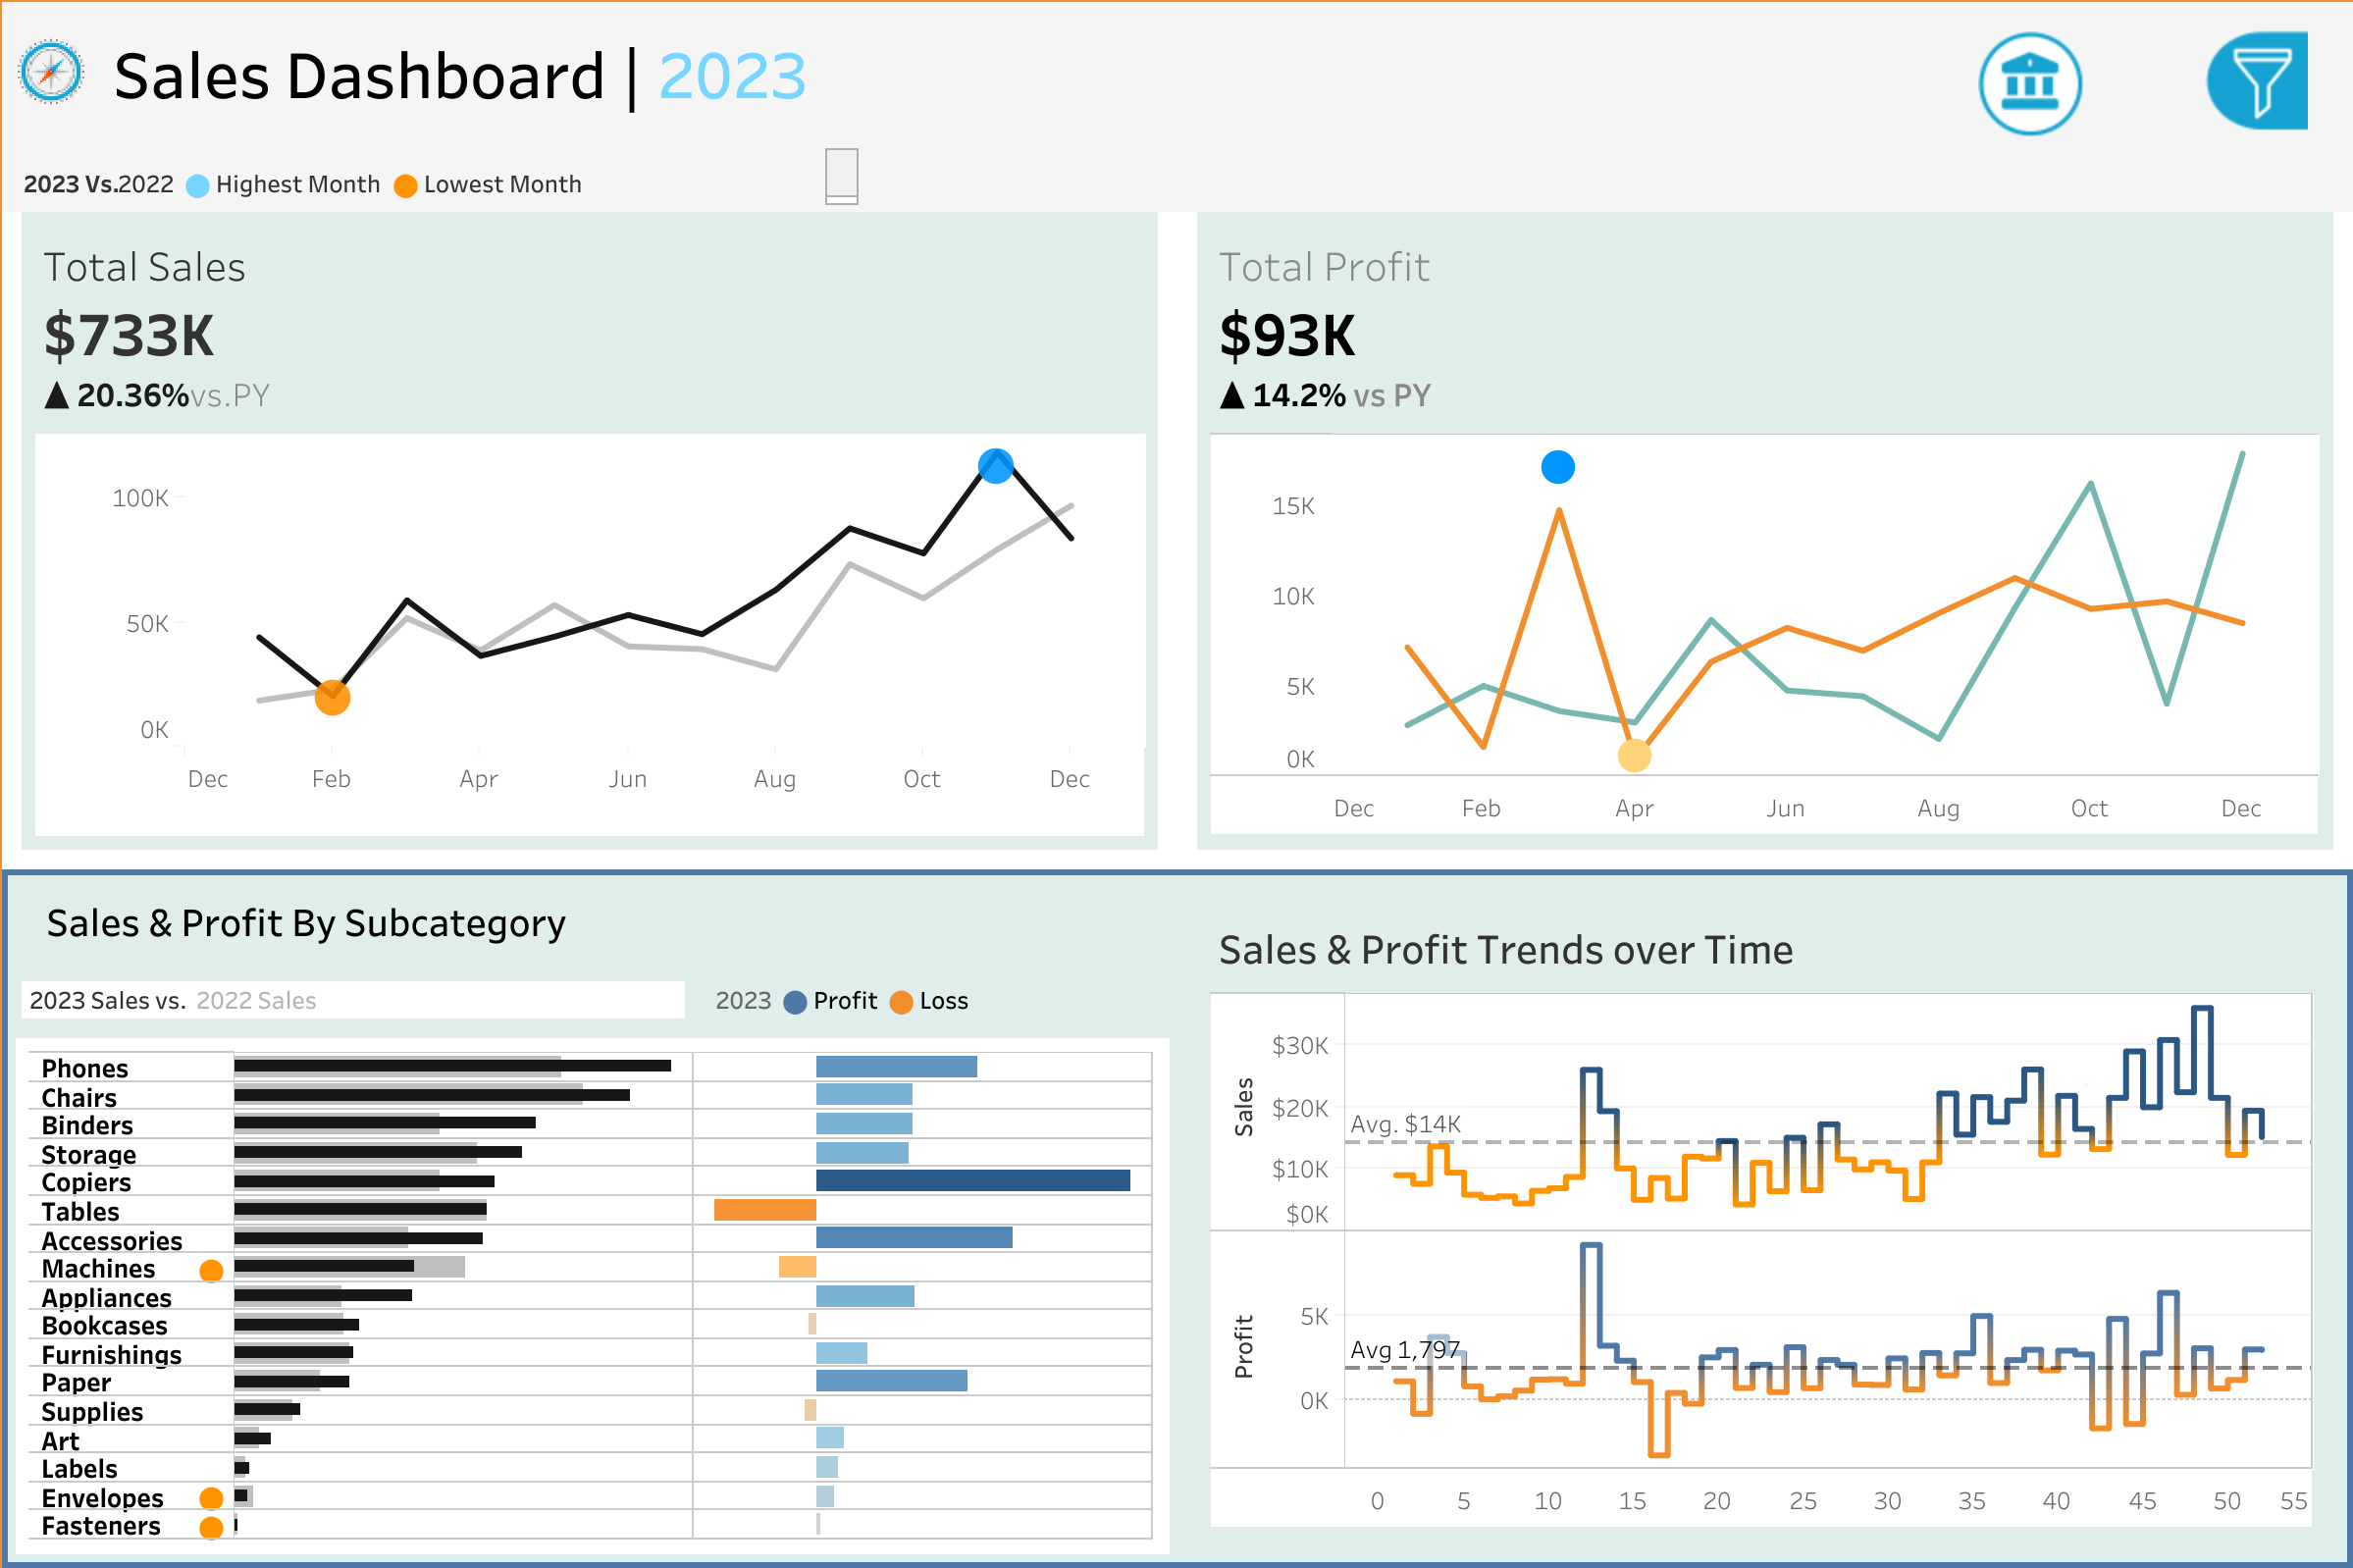 Sales Dashboard | 2023
2023 Vs.2022 Highest Month Lowest Month
Total Sales
$733K
▲ 20.36%vs.PY
100K
50K
0K
Dec Feb Apr Jun Aug Oct Dec
Total Profit
$93K
▲ 14.2% vs PY
15K
10K
5K
0K
Dec Feb Apr Jun Aug Oct Dec
Sales & Profit By Subcategory
2023 Sales vs. 2022 Sales
2023 Profit Loss
Phones
Chairs
Binders
Storage
Copiers
Tables
Accessories
Machines
Appliances
Bookcases
Furnishings
Paper
Supplies
Art
Labels
Envelopes
Fasteners
Sales & Profit Trends over Time
Sales
$30K
$20K
Avg. $14K
$10K
$0K
Profit
5K
Avg 1,797
0K
0 5 10 15 20 25 30 35 40 45 50 55